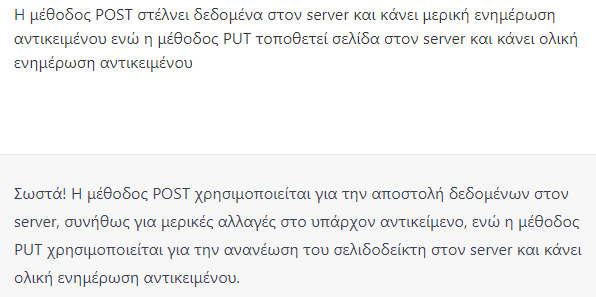 Η μέθοδος POST στέλνει δεδομένα στον server και κάνει μερική ενημέρωση
αντικειμένου ενώ η μέθοδος PUT τοποθετεί σελίδα στον server και κάνει ολική
ενημέρωση αντικειμένου
Σωστά! Η μέθοδος POST χρησιμοποιείται για την αποστολή δεδομένων στον
server, συνήθως για μερικές αλλαγές στο υπάρχον αντικείμενο, ενώ η μέθοδος
PUT χρησιμοποιείται για την ανανέωση του σελιδοδείκτη στον server και κάνει
ολική ενημέρωση αντικειμένου.